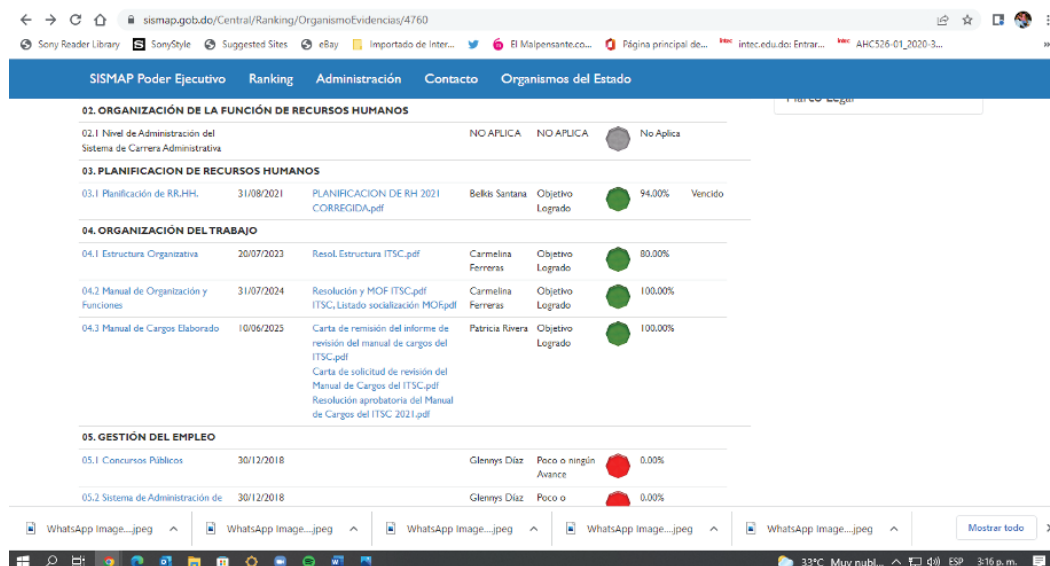 sismap.gob.do/Central/Ranking/OrganismoEvidencias/4760
Sony Reader Library SonyStyle Suggested Sites eBay Importado de Inter... El Malpensante.co... Página principal de... intec.edu.do: Entrar... AHC526-01_2020-3... »
SISMAP Poder Ejecutivo Ranking Administración Contacto Organismos del Estado
02. ORGANIZACIÓN DE LA FUNCIÓN DE RECURSOS HUMANOS
02.1 Nivel de Administración del NO APLICA NO APLICA No Aplica
Sistema de Carrera Administrativa
03. PLANIFICACION DE RECURSOS HUMANOS
03.1 Planificación de RR.HH. 31/08/2021 PLANIFICACION DE RH 2021 Belkis Santana Objetivo 94.00% Vencido
CORREGIDA.pdf Logrado
04. ORGANIZACIÓN DEL TRABAJO
04.1 Estructura Organizativa 20/07/2023 Resol. Estructura ITSC.pdf Carmelina Objetivo 80.00%
Ferreras Logrado
04.2 Manual de Organización y 31/07/2024 Resolución y MOF ITSC.pdf Carmelina Objetivo 100.00%
Funciones ITSC, Listado socialización MOF.pdf Ferreras Logrado
04.3 Manual de Cargos Elaborado 10/06/2025 Carta de remisión del informe de Patricia Rivera Objetivo 100.00%
revisión del manual de cargos del Logrado
ITSC.pdf
Carta de solicitud de revisión del
Manual de Cargos del ITSC.pdf
Resolución aprobatoria del Manual
de Cargos del ITSC 2021.pdf
05. GESTIÓN DEL EMPLEO
05.1 Concursos Públicos 30/12/2018 Glennys Díaz Poco o ningún 0.00%
Avance
05.2 Sistema de Administración de 30/12/2018 Glennys Díaz Poco o 0.00%
WhatsApp Image....jpeg WhatsApp Image....jpeg WhatsApp Image....jpeg WhatsApp Image....jpeg WhatsApp Image....jpeg Mostrar todo
33°C Muy nubl... ESP 3:16 p. m.